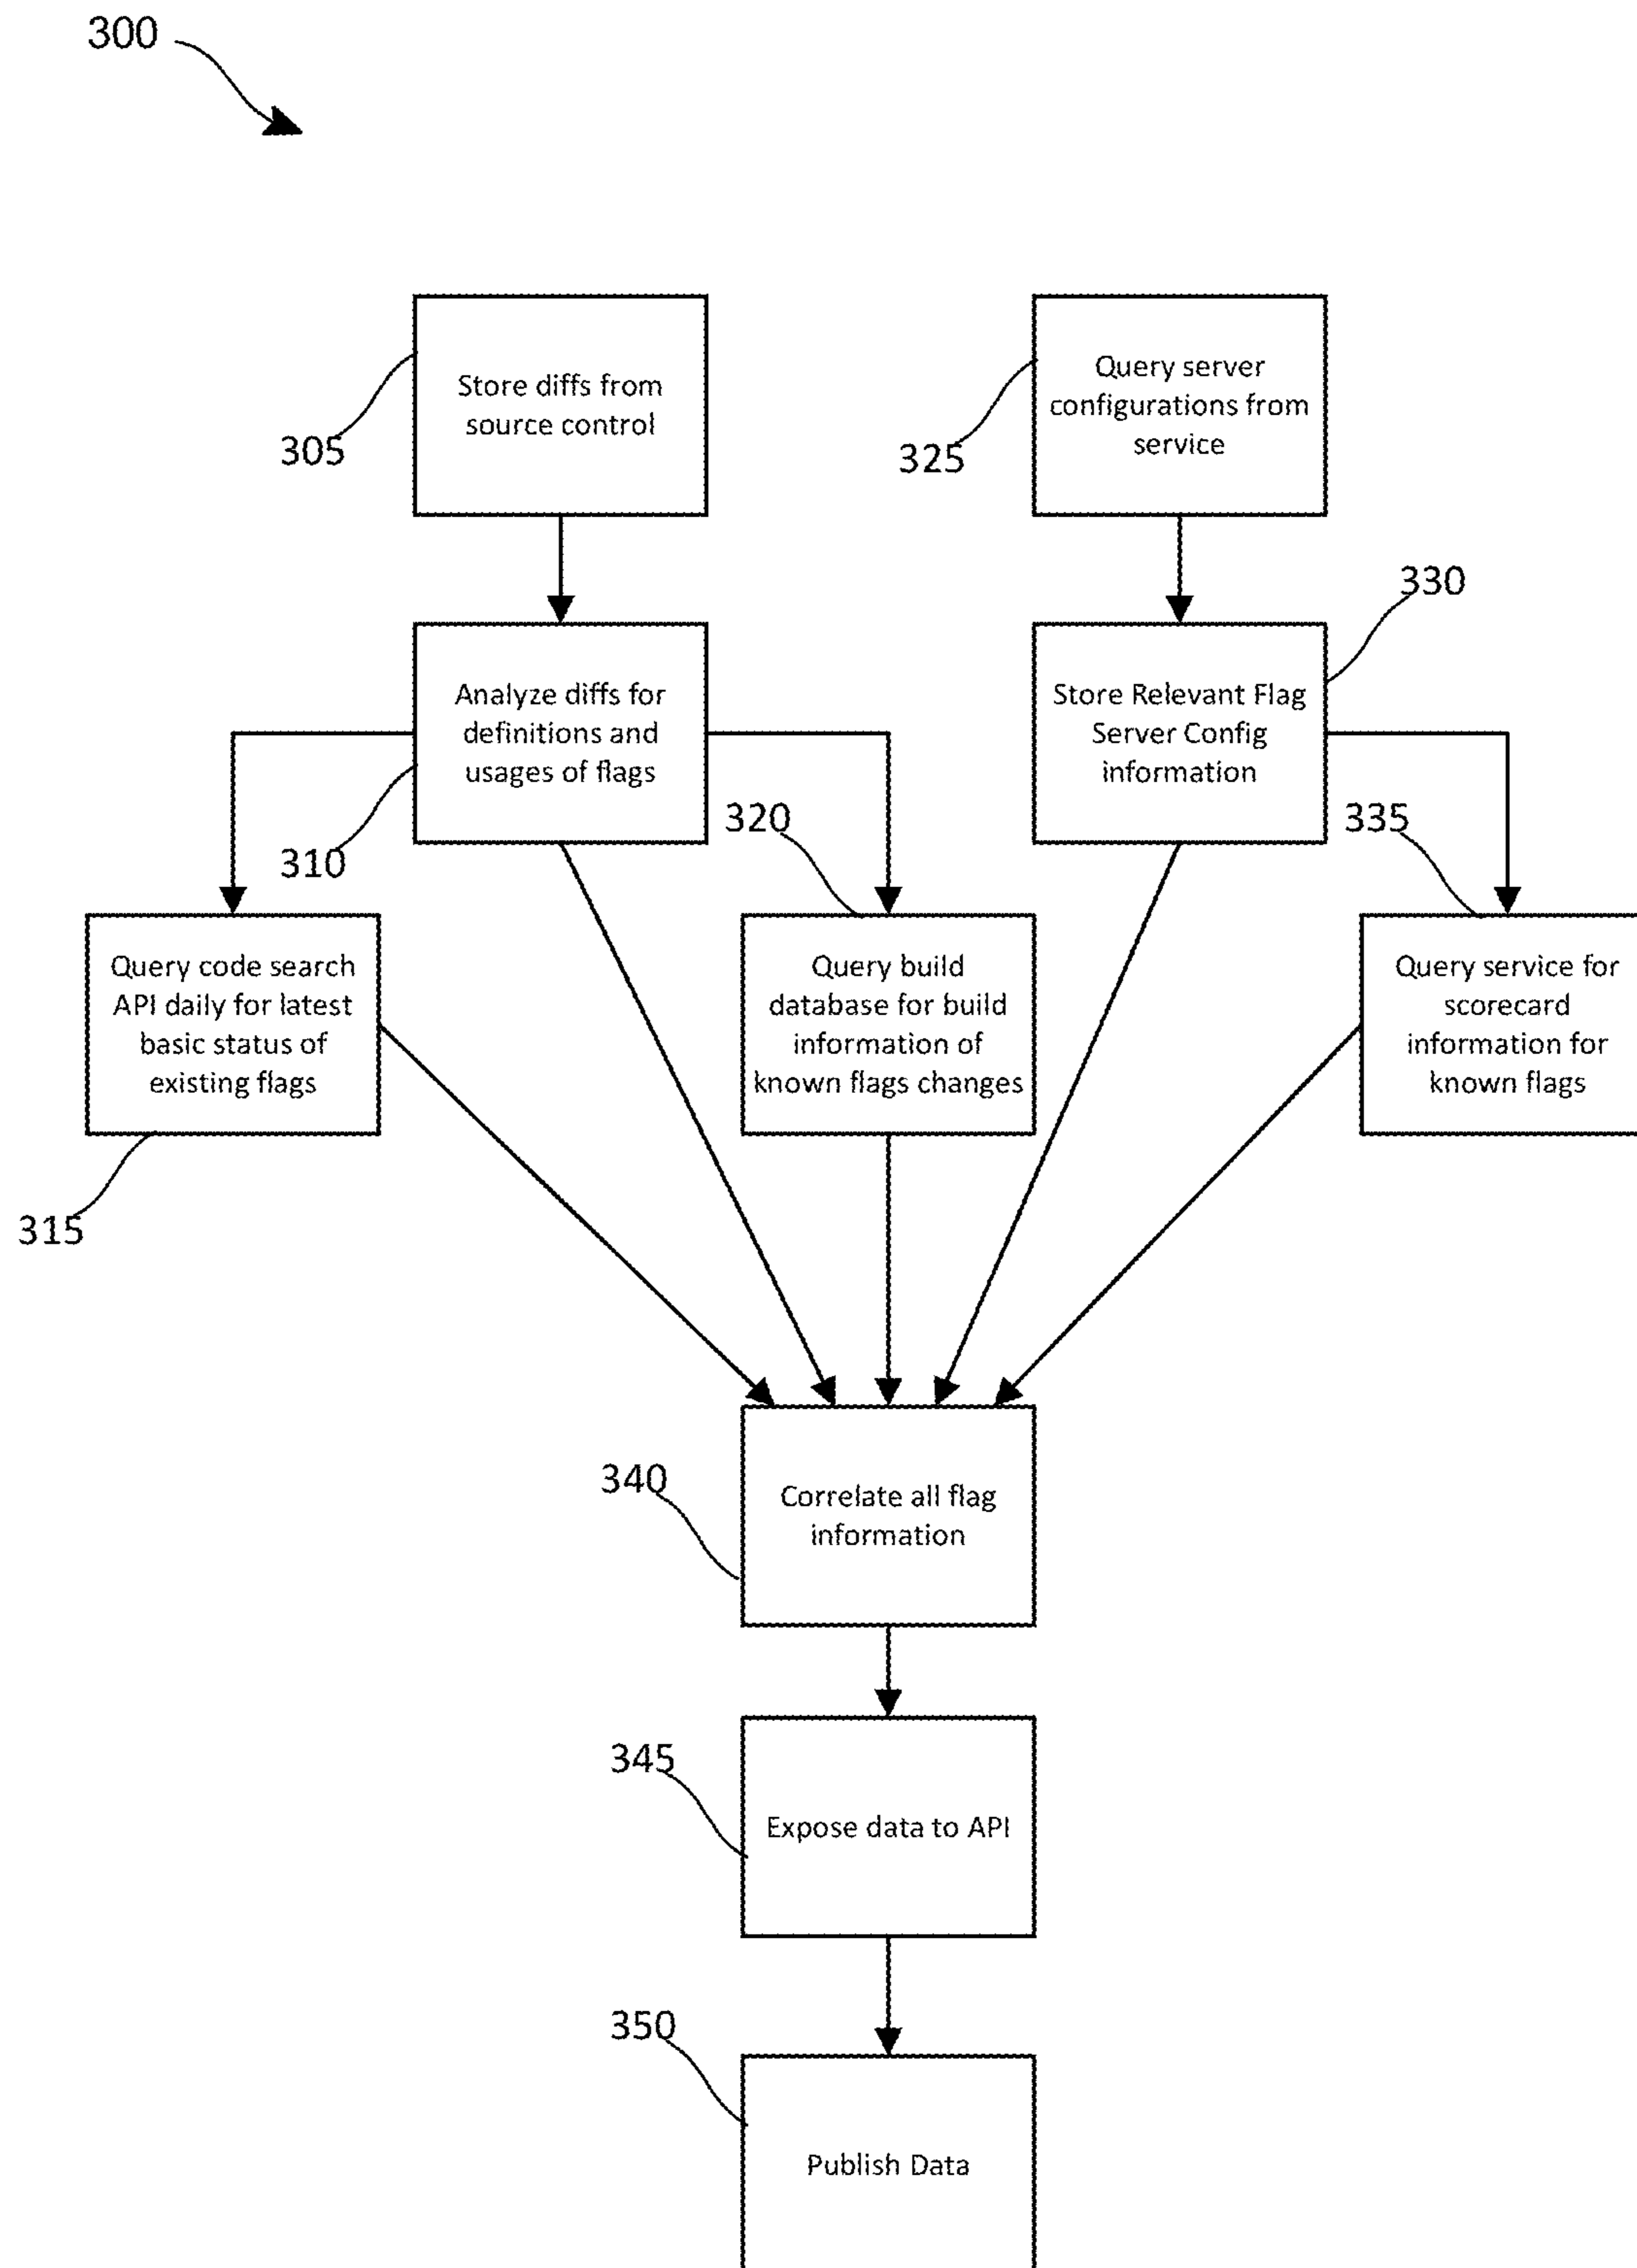 300
Store diffs from
source control
305
Query server
configurations from
service
325
330
Analyze diffs for
definitions and
usages of flags
310
Store Relevant Flag
Server Config
information
320
335
Query code search
API daily for latest
basic status of
existing flags
315
Query build
database for build
information of
known flags changes
Query service for
scorecard
information for
known flags
340
Correlate all flag
information
345
Expose data to API
350
Publish Data